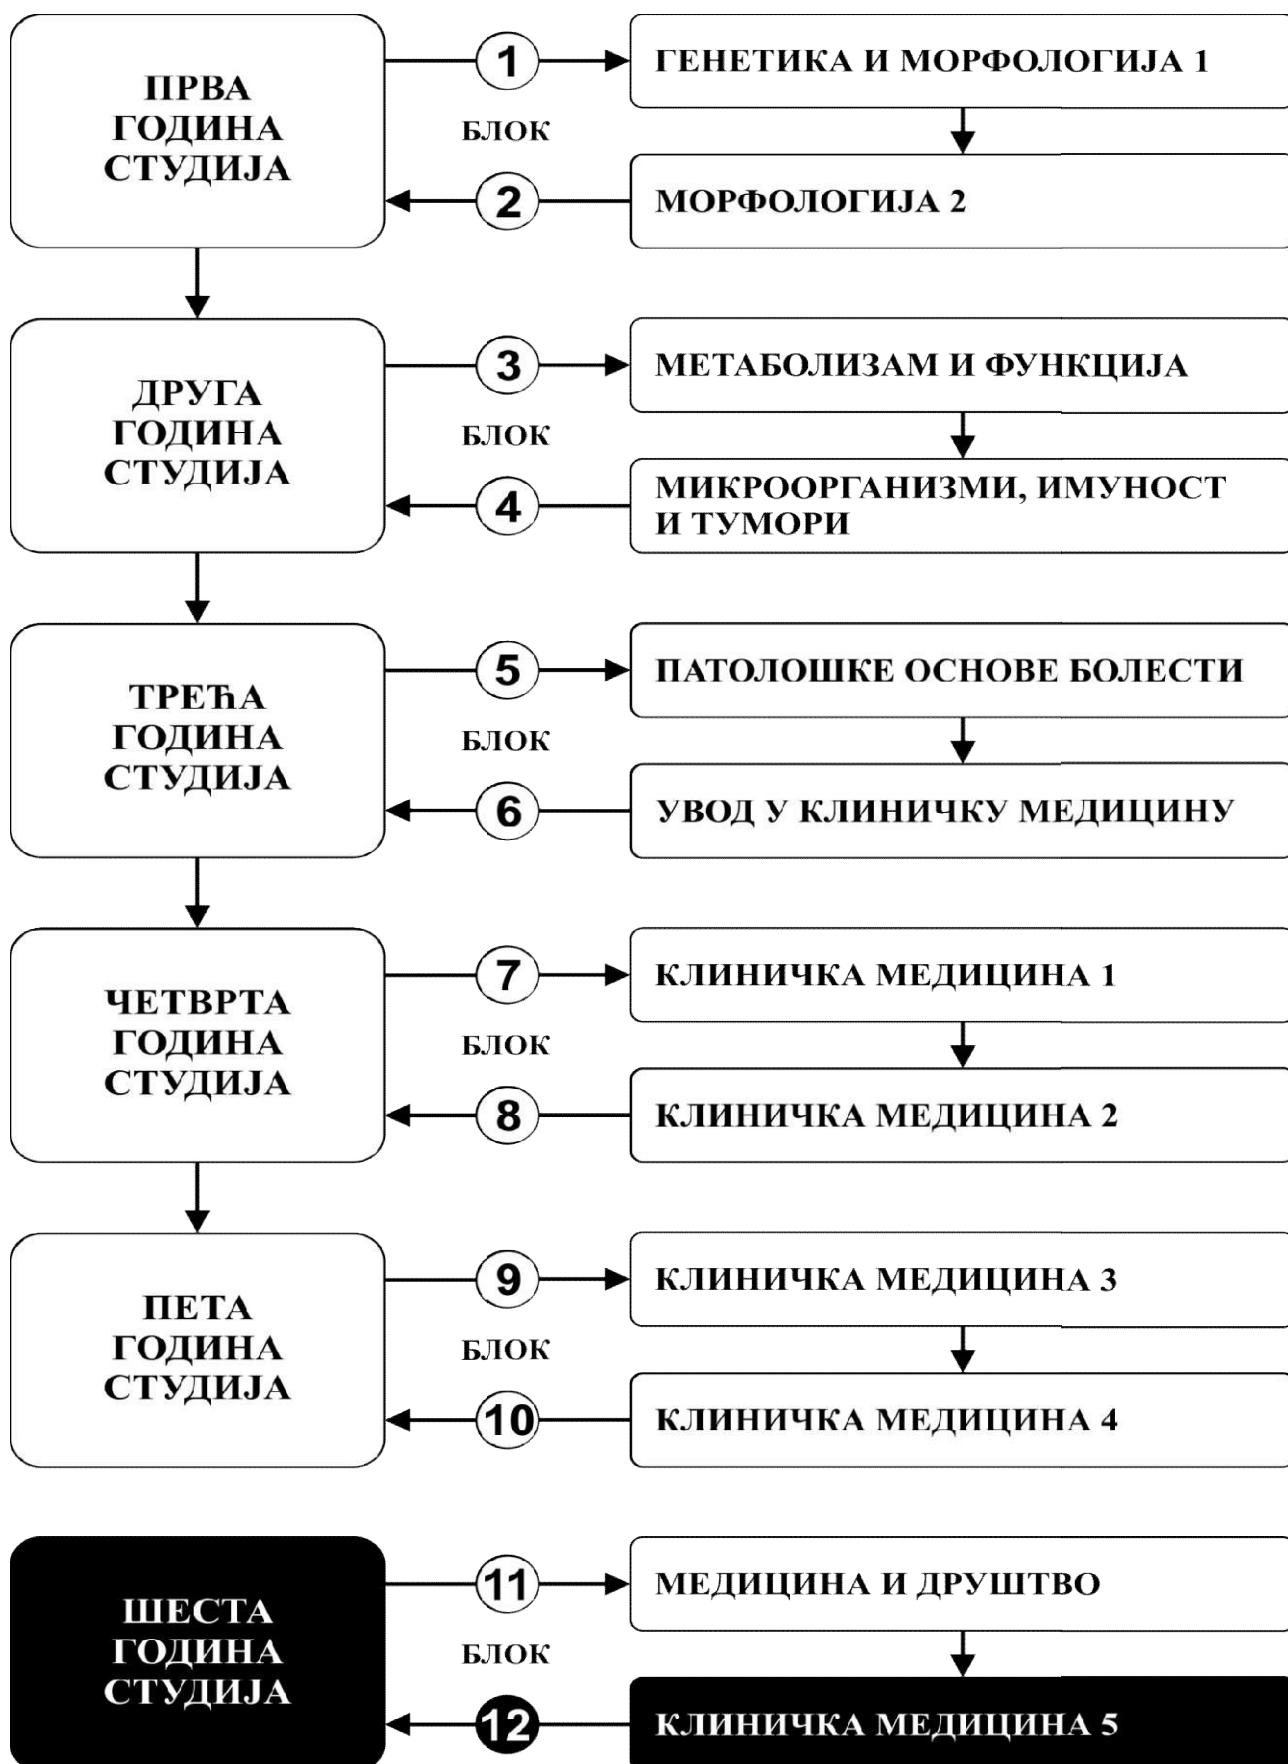 ПРВА
ГОДИНА
СТУДИЈА
1
БЛОК
2
ГЕНЕТИКА И МОРФОЛОГИЈА 1
МОРФОЛОГИЈА 2
ДРУГА
ГОДИНА
СТУДИЈА
3
БЛОК
4
МЕТАБОЛИЗАМ И ФУНКЦИЈА
МИКРООРГАНИЗМИ, ИМУНОСТ
И ТУМОРИ
ТРЕЋА
ГОДИНА
СТУДИЈА
5
БЛОК
6
ПАТОЛОШКЕ ОСНОВЕ БОЛЕСТИ
УВОД У КЛИНИЧКУ МЕДИЦИНУ
ЧЕТВРТА
ГОДИНА
СТУДИЈА
7
БЛОК
8
КЛИНИЧКА МЕДИЦИНА 1
КЛИНИЧКА МЕДИЦИНА 2
ПЕТА
ГОДИНА
СТУДИЈА
9
БЛОК
10
КЛИНИЧКА МЕДИЦИНА 3
КЛИНИЧКА МЕДИЦИНА 4
ШЕСТА
ГОДИНА
СТУДИЈА
11
БЛОК
12
МЕДИЦИНА И ДРУШТВО
КЛИНИЧКА МЕДИЦИНА 5